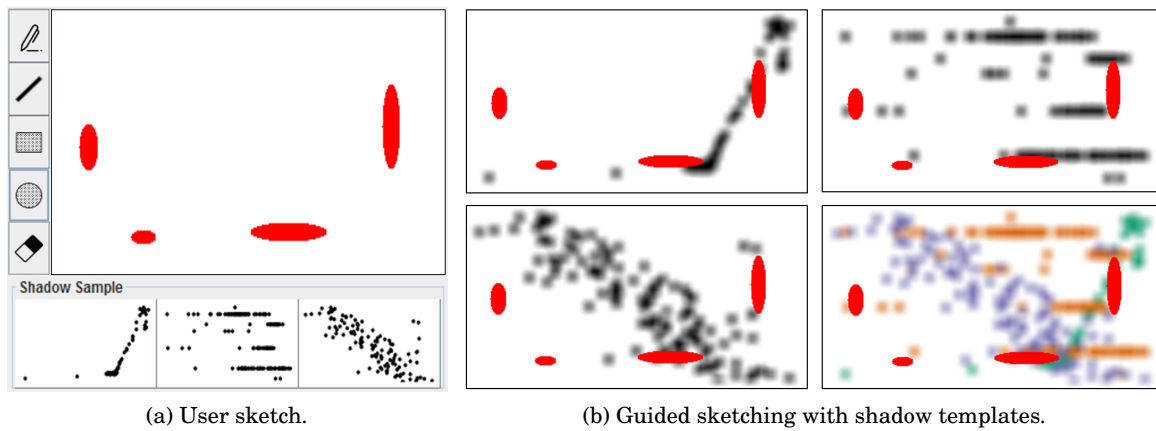 Shadow Sample
(a) User sketch.
(b) Guided sketching with shadow templates.